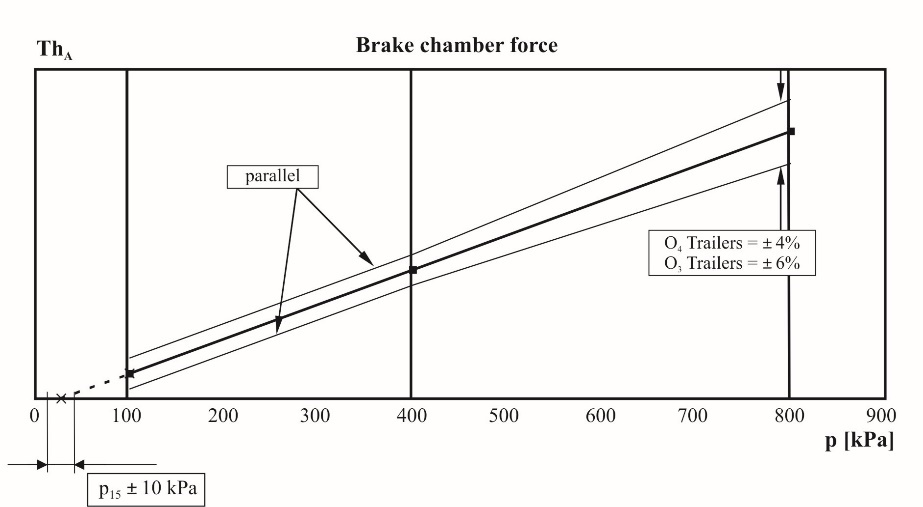 Th_A
Brake chamber force
parallel
O₄ Trailers = ± 4%
O₃ Trailers = ± 6%
0 100 200 300 400 500 600 700 800 900
p [kPa]
p₁₅ ± 10 kPa